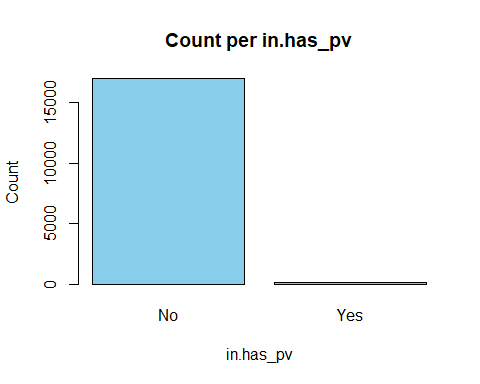 Count per in.has_pv
Count
15000
10000
5000
0
No
Yes
in.has_pv